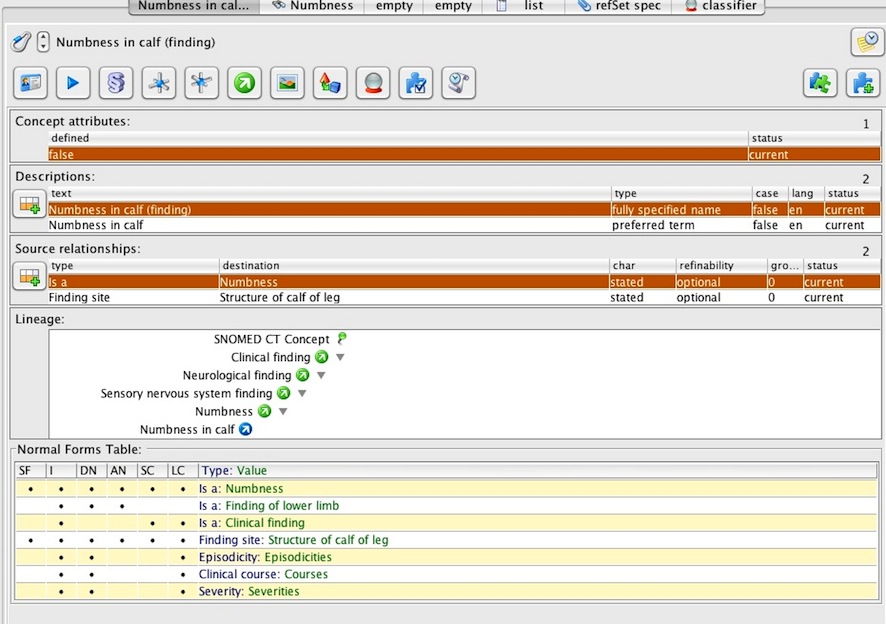 Numbness in cal... Numbness empty empty list refSet spec classifier
Numbness in calf (finding)
Concept attributes: 1
defined status
false current
Descriptions: 2
text type case lang status
Numbness in calf (finding) fully specified name false en current
Numbness in calf preferred term false en current
Source relationships: 2
type destination char refinability gro... status
Is a Numbness stated optional 0 current
Finding site Structure of calf of leg stated optional 0 current
Lineage:
SNOMED CT Concept
Clinical finding
Neurological finding
Sensory nervous system finding
Numbness
Numbness in calf
Normal Forms Table:
SF I DN AN SC LC Type: Value
• • • • • • Is a: Numbness
• • • Is a: Finding of lower limb
• • • Is a: Clinical finding
• • • • • • Finding site: Structure of calf of leg
• • • Episodicity: Episodicities
• • • Clinical course: Courses
• • • Severity: Severities